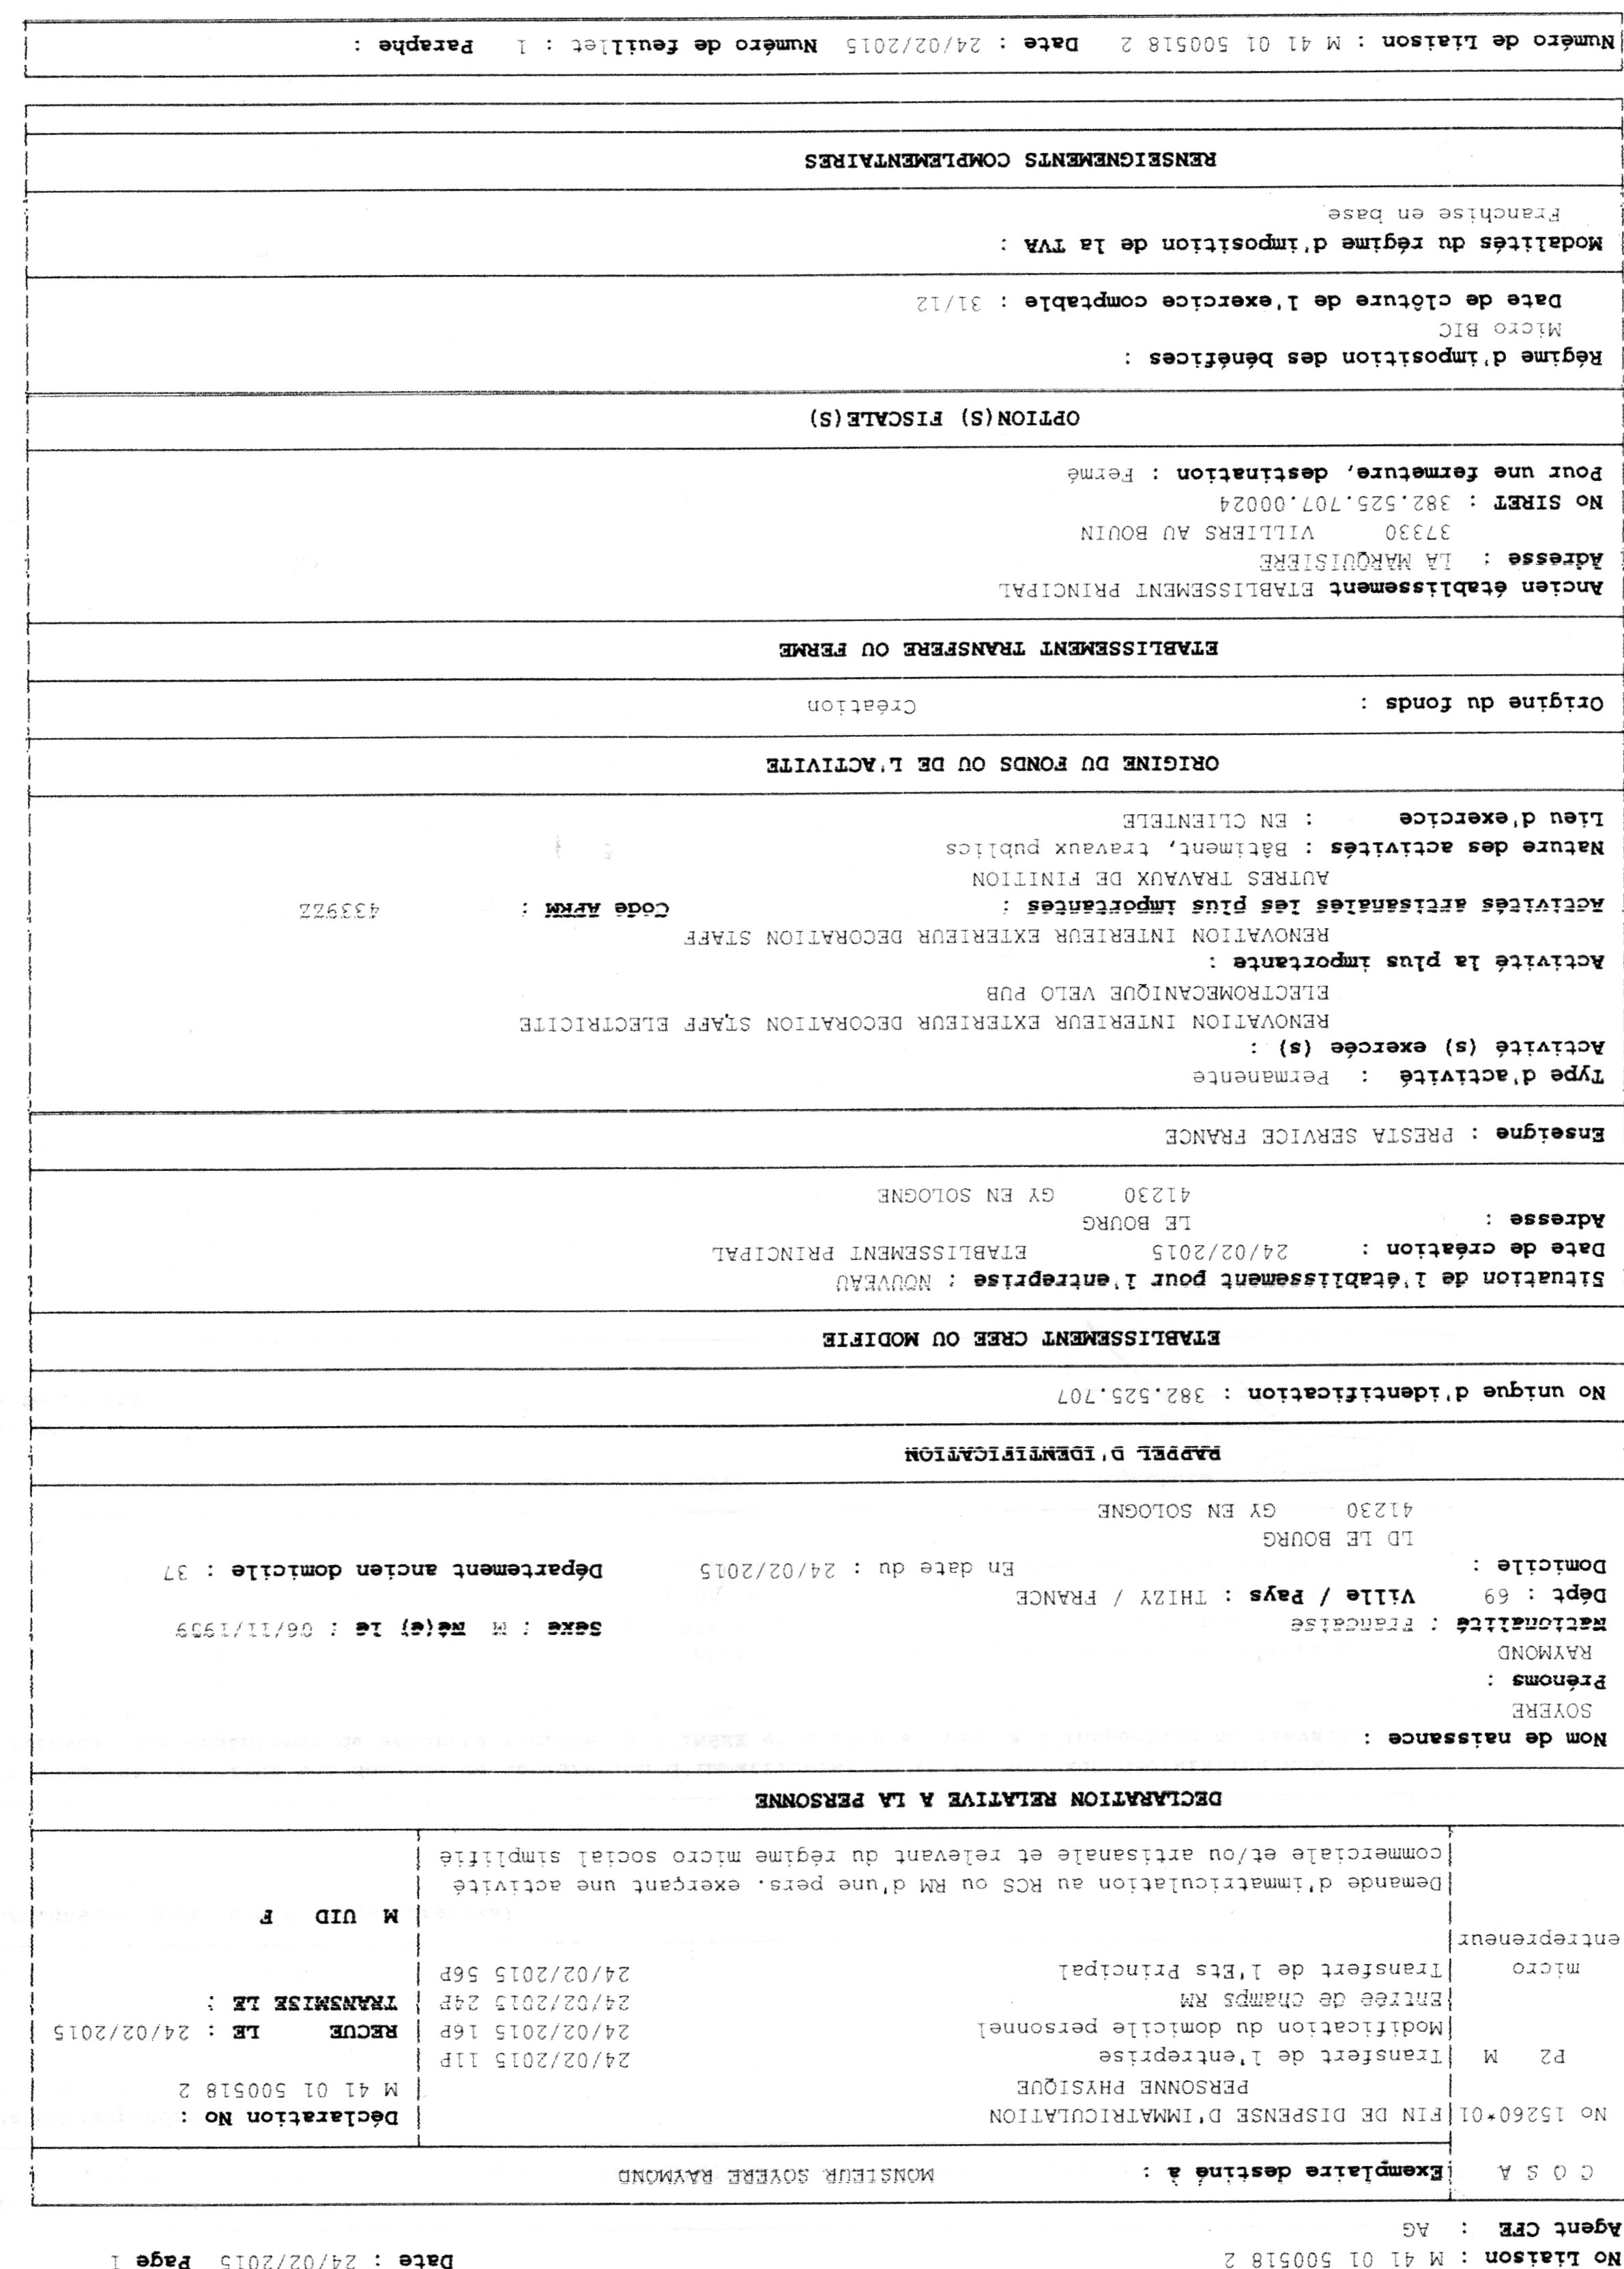 No Liaison : M 41 01 500518 2 Date : 24/02/2015 Page 1
Agent CFE : AG
C O S A Exemplaire destiné à : MONSIEUR SOYERE RAYMOND
No 15260*01 FIN DE DISPENSE D'IMMATRICULATION Déclaration No :
PERSONNE PHYSIQUE M 41 01 500518 2
P2 M Transfert de l'entreprise 24/02/2015 11P
Modification du domicile personnel 24/02/2015 16P RECUE LE : 24/02/2015
Entrée de champs RM 24/02/2015 24P TRANSMISE LE :
micro Transfert de l'Ets Principal 24/02/2015 56P
entrepreneur
M UID F
Demande d'immatriculation au RCS ou RM d'une pers. exerçant une activité
commerciale et/ou artisanale et relevant du régime micro social simplifié
DECLARATION RELATIVE A LA PERSONNE
Nom de naissance :
SOYERE
Prénoms :
RAYMOND
Nationalité : Française Sexe : M Né(e) le : 06/11/1959
Dépt : 69 Ville / Pays : THIZY / FRANCE
Domicile : En date du : 24/02/2015 Département ancien domicile : 37
LD LE BOURG
41230 GY EN SOLOGNE
RAPPEL D'IDENTIFICATION
No unique d'identification : 382.525.707
ETABLISSEMENT CREE OU MODIFIE
Situation de l'établissement pour l'entreprise : NOUVEAU
Date de création : 24/02/2015 ETABLISSEMENT PRINCIPAL
Adresse : LE BOURG
41230 GY EN SOLOGNE
Enseigne : PRESTA SERVICE FRANCE
Type d'activité : Permanente
Activité (s) exercée (s) :
RENOVATION INTERIEUR EXTERIEUR DECORATION STAFF ELECTRICITE
ELECTROMECANIQUE VELO PUB
Activité la plus importante :
RENOVATION INTERIEUR EXTERIEUR DECORATION STAFF
Activités artisanales les plus importantes : Code APRM : 4339ZZ
AUTRES TRAVAUX DE FINITION
Nature des activités : Bâtiment, travaux publics
Lieu d'exercice : EN CLIENTELE
ORIGINE DU FONDS OU DE L'ACTIVITE
Origine du fonds : Création
ETABLISSEMENT TRANSFERE OU FERME
Ancien établissement ETABLISSEMENT PRINCIPAL
Adresse : LA MARQUISIERE
37330 VILLIERS AU BOUIN
No SIRET : 382.525.707.00024
Pour une fermeture, destination : Fermé
OPTION(S) FISCALE(S)
Régime d'imposition des bénéfices :
Micro BIC
Date de clôture de l'exercice comptable : 31/12
Modalités du régime d'imposition de la TVA :
Franchise en base
RENSEIGNEMENTS COMPLEMENTAIRES
Numéro de Liaison : M 41 01 500518 2 Date : 24/02/2015 Numéro de feuillet : 1 Paraphe :